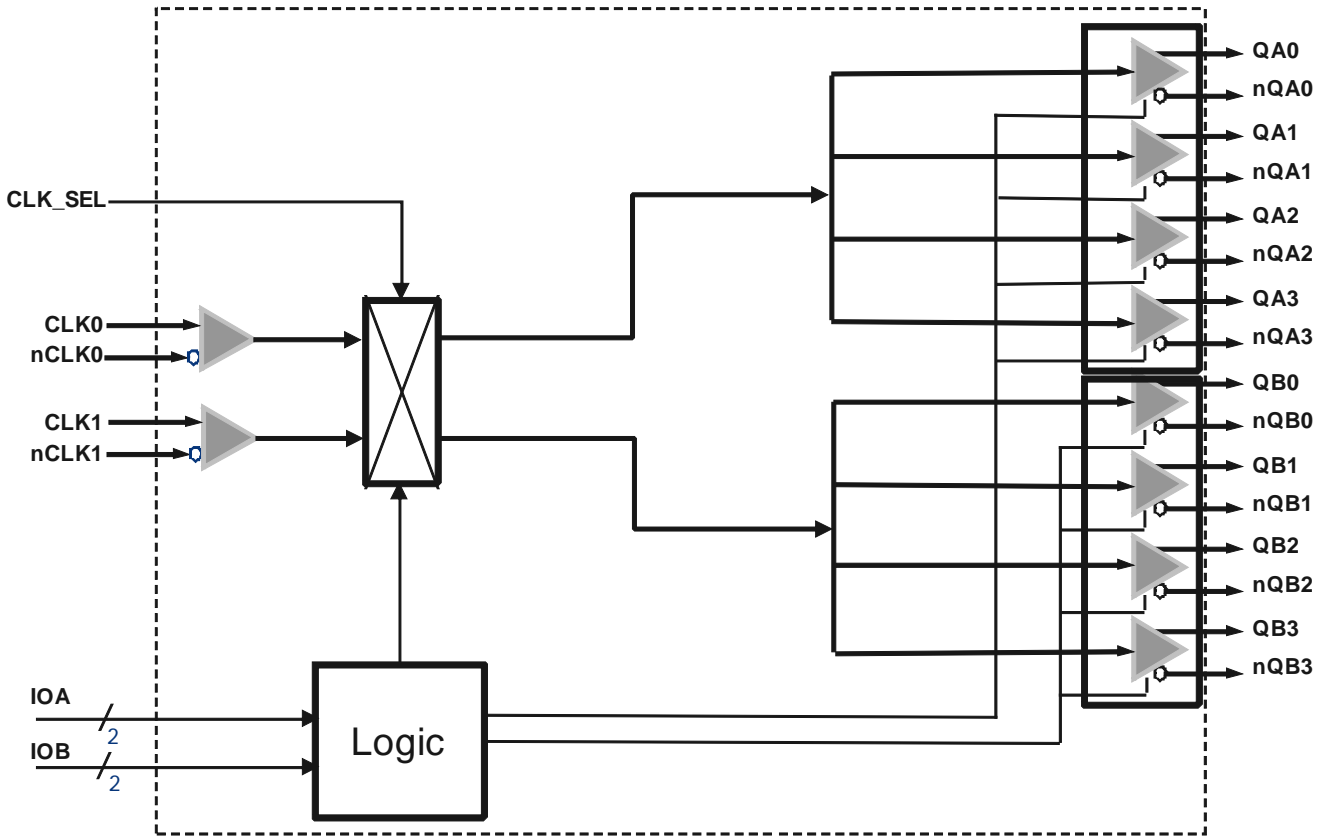 QA0
nQA0
QA1
nQA1
CLK_SEL
QA2
nQA2
QA3
CLK0
nQA3
nCLK0
QB0
CLK1
nQB0
nCLK1
QB1
nQB1
QB2
nQB2
QB3
nQB3
IOA
2
Logic
IOB
2